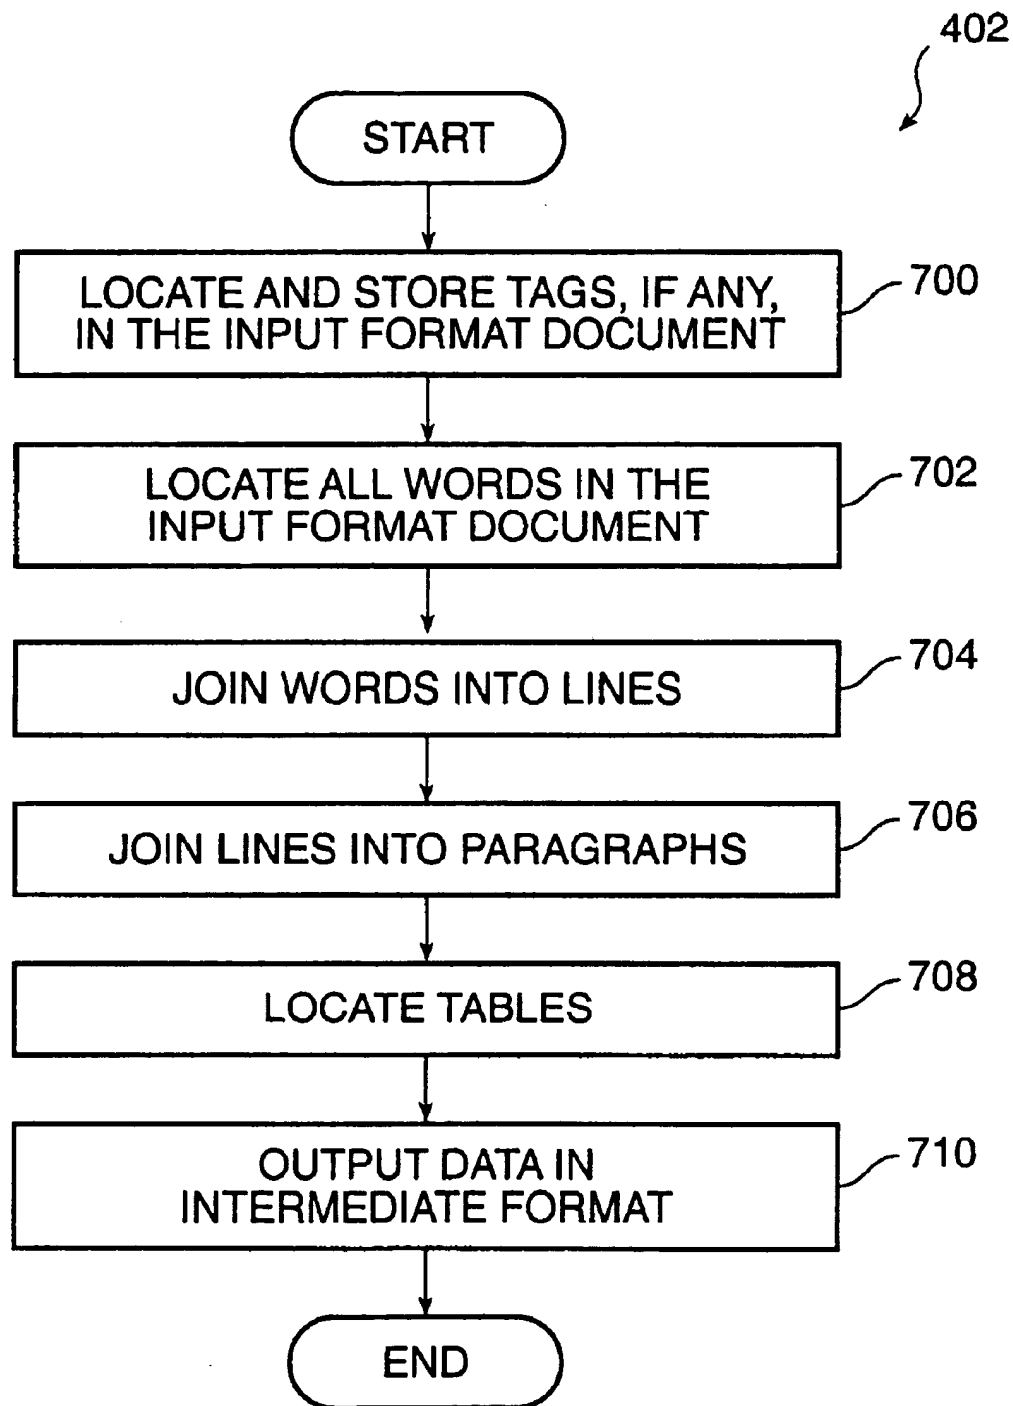 402
START
LOCATE AND STORE TAGS, IF ANY,
IN THE INPUT FORMAT DOCUMENT
700
LOCATE ALL WORDS IN THE
INPUT FORMAT DOCUMENT
702
JOIN WORDS INTO LINES
704
JOIN LINES INTO PARAGRAPHS
706
LOCATE TABLES
708
OUTPUT DATA IN
INTERMEDIATE FORMAT
710
END